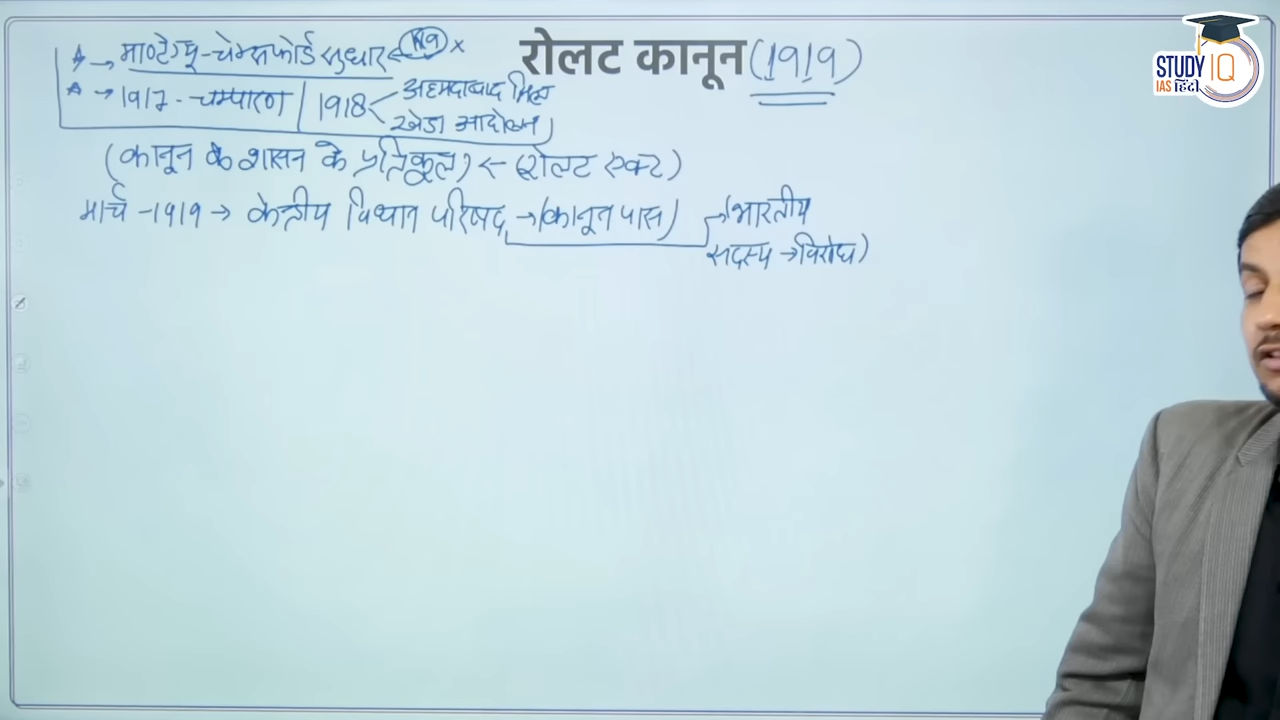 रोलट कानून (1919)
STUDY IQ
IAS हिंदी
→ माण्टेग्यू-चेम्सफोर्ड सुधार ← ×
→ 1917 - चम्पारण | 1918 < अहमदाबाद मिल
खेडा आंदोलन
(कानून के शासन के प्रतिकूल) ← (रोलट एक्ट)
मार्च -1919 → केन्द्रीय विधान परिषद → (कानून पास) → (भारतीय
सदस्य → विरोध)